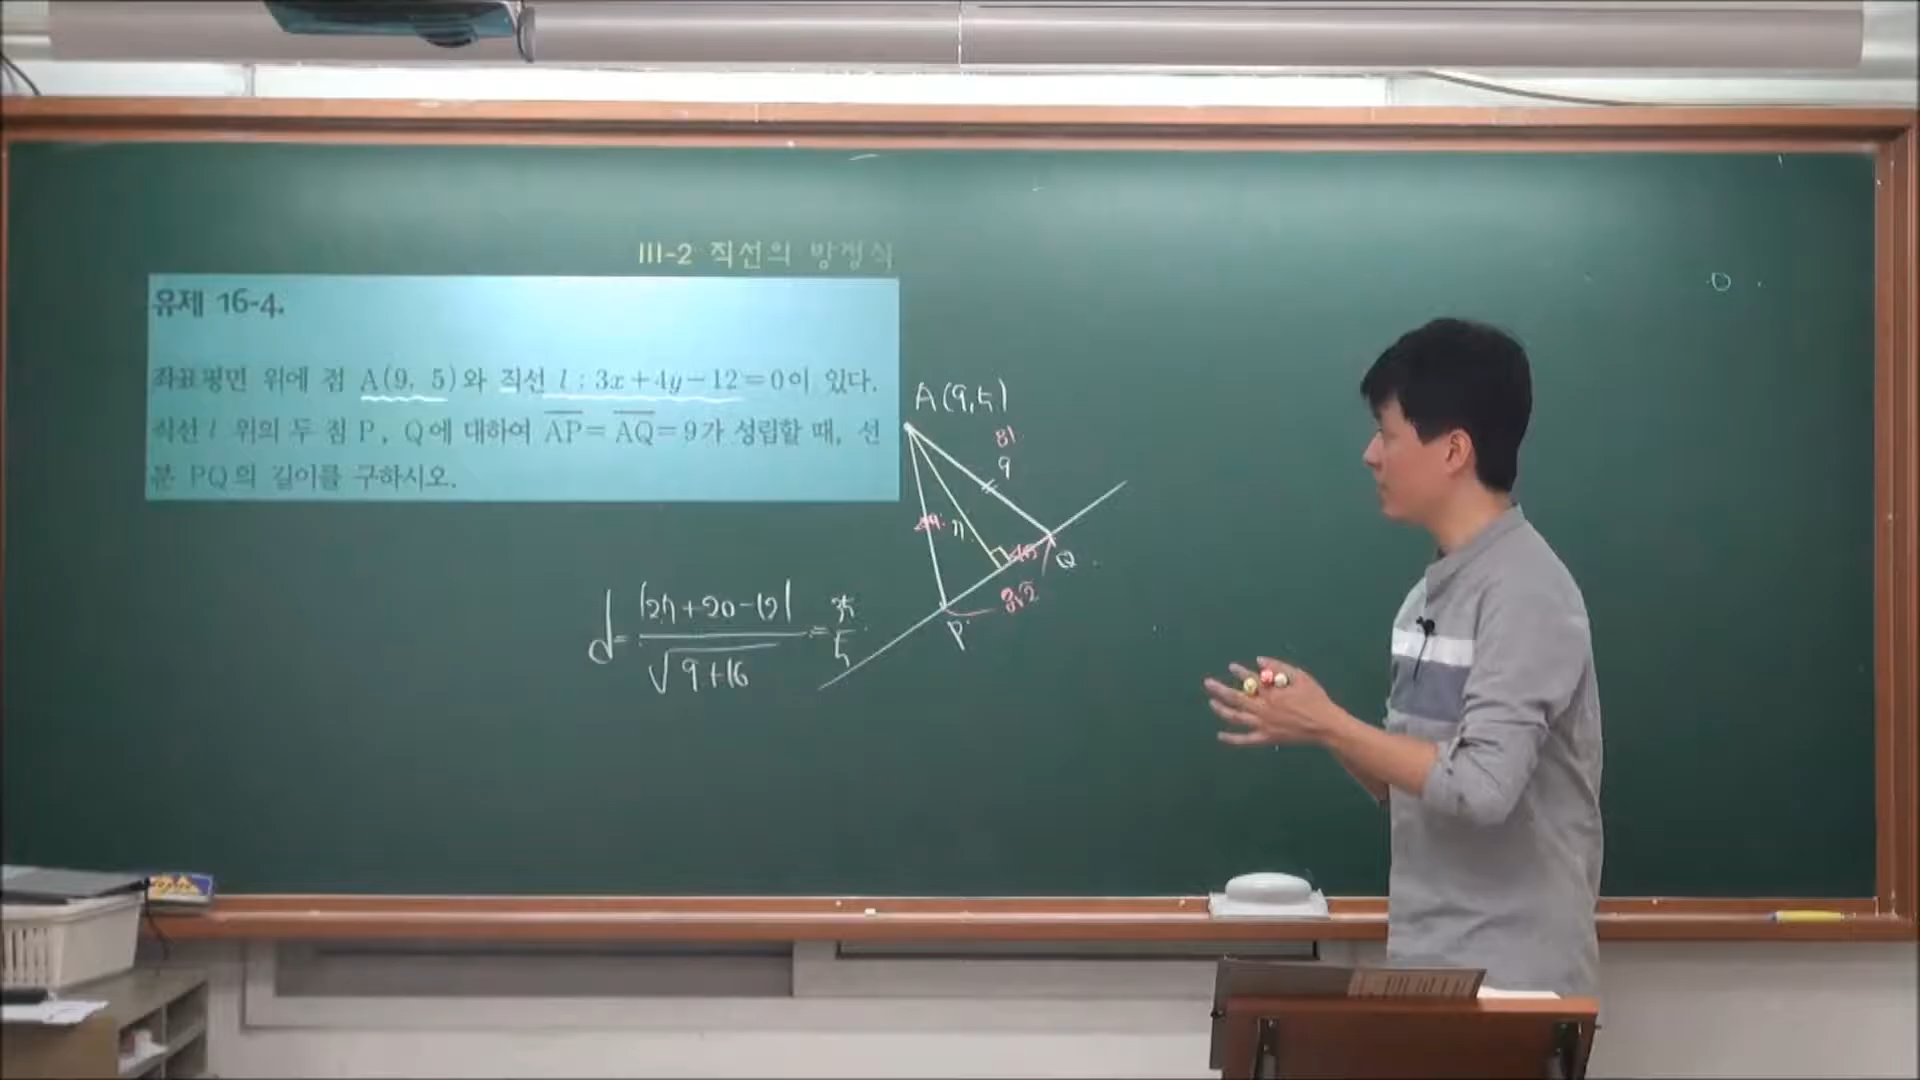 III-2 직선의 방정식
유제 16-4.
좌표평면 위에 점 A(9, 5)와 직선 l : 3x+4y-12=0이 있다.
직선 l 위의 두 점 P, Q에 대하여 AP=AQ=9가 성립할 때, 선
분 PQ의 길이를 구하시오.
A(9,5)
81
9
7
Q
8√2
P
d= |27+20-12| / √9+16 = 35/5